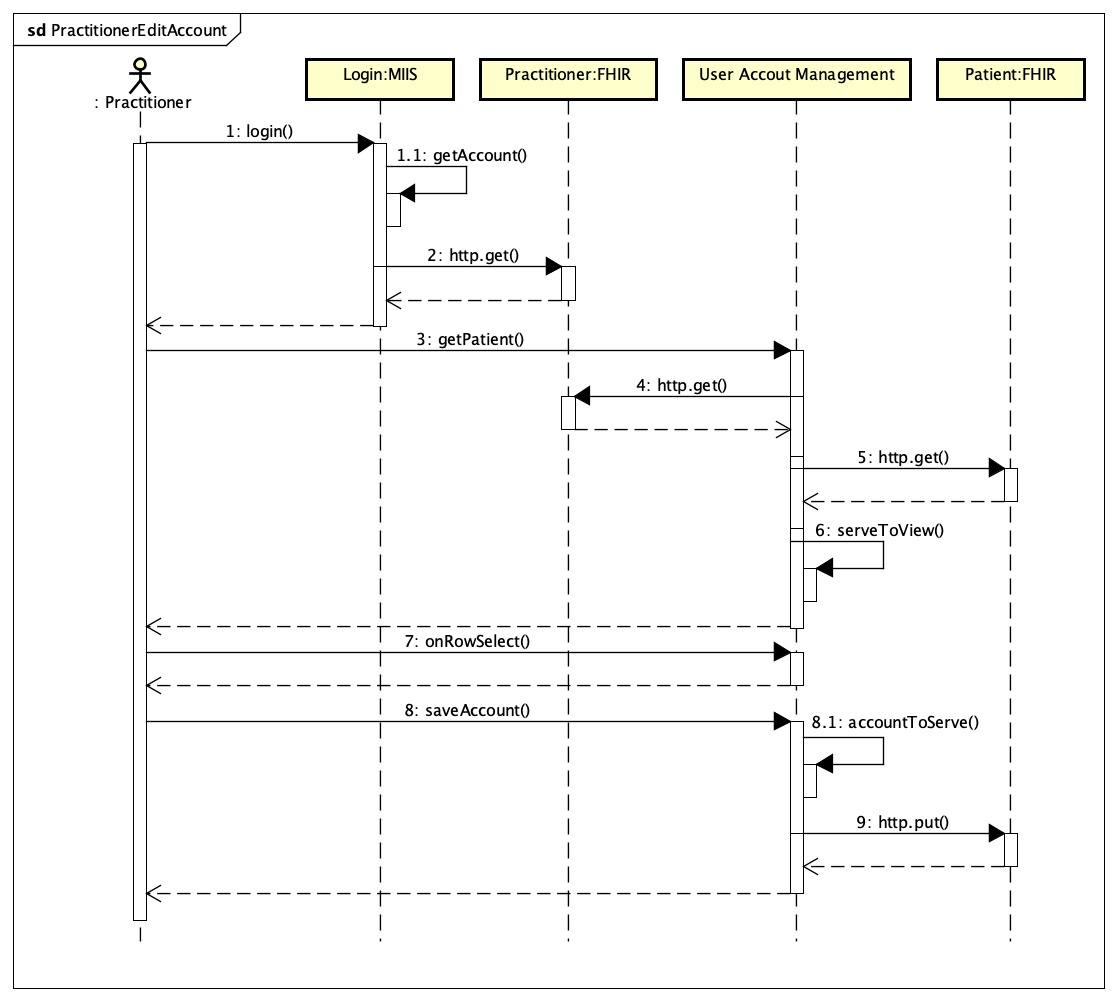 sd PractitionerEditAccount
: Practitioner
Login:MIIS
Practitioner:FHIR
User Accout Management
Patient:FHIR
1: login()
1.1: getAccount()
2: http.get()
3: getPatient()
4: http.get()
5: http.get()
6: serveToView()
7: onRowSelect()
8: saveAccount()
8.1: accountToServe()
9: http.put()